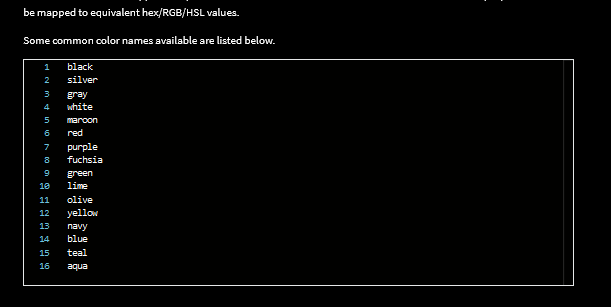 be mapped to equivalent hex/RGB/HSL values.
Some common color names available are listed below.
1 black
2 silver
3 gray
4 white
5 maroon
6 red
7 purple
8 fuchsia
9 green
10 lime
11 olive
12 yellow
13 navy
14 blue
15 teal
16 aqua